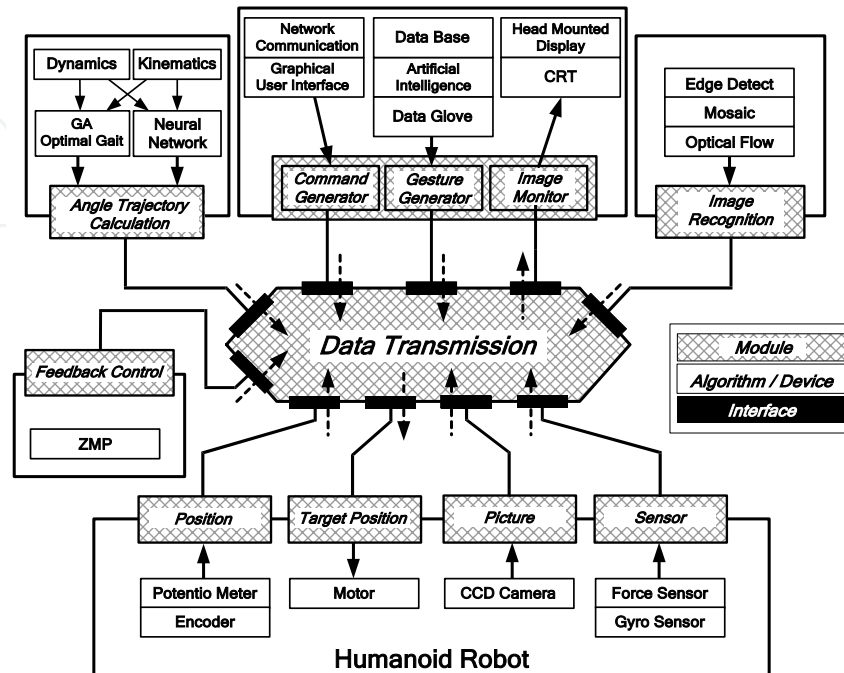 Dynamics
Kinematics
GA
Optimal Gait
Neural
Network
Angle Trajectory
Calculation
Network
Communication
Graphical
User Interface
Data Base
Artificial
Intelligence
Data Glove
Head Mounted
Display
CRT
Command
Generator
Gesture
Generator
Image
Monitor
Edge Detect
Mosaic
Optical Flow
Image
Recognition
Data Transmission
Feedback Control
ZMP
Module
Algorithm / Device
Interface
Position
Target Position
Picture
Sensor
Potentio Meter
Encoder
Motor
CCD Camera
Force Sensor
Gyro Sensor
Humanoid Robot